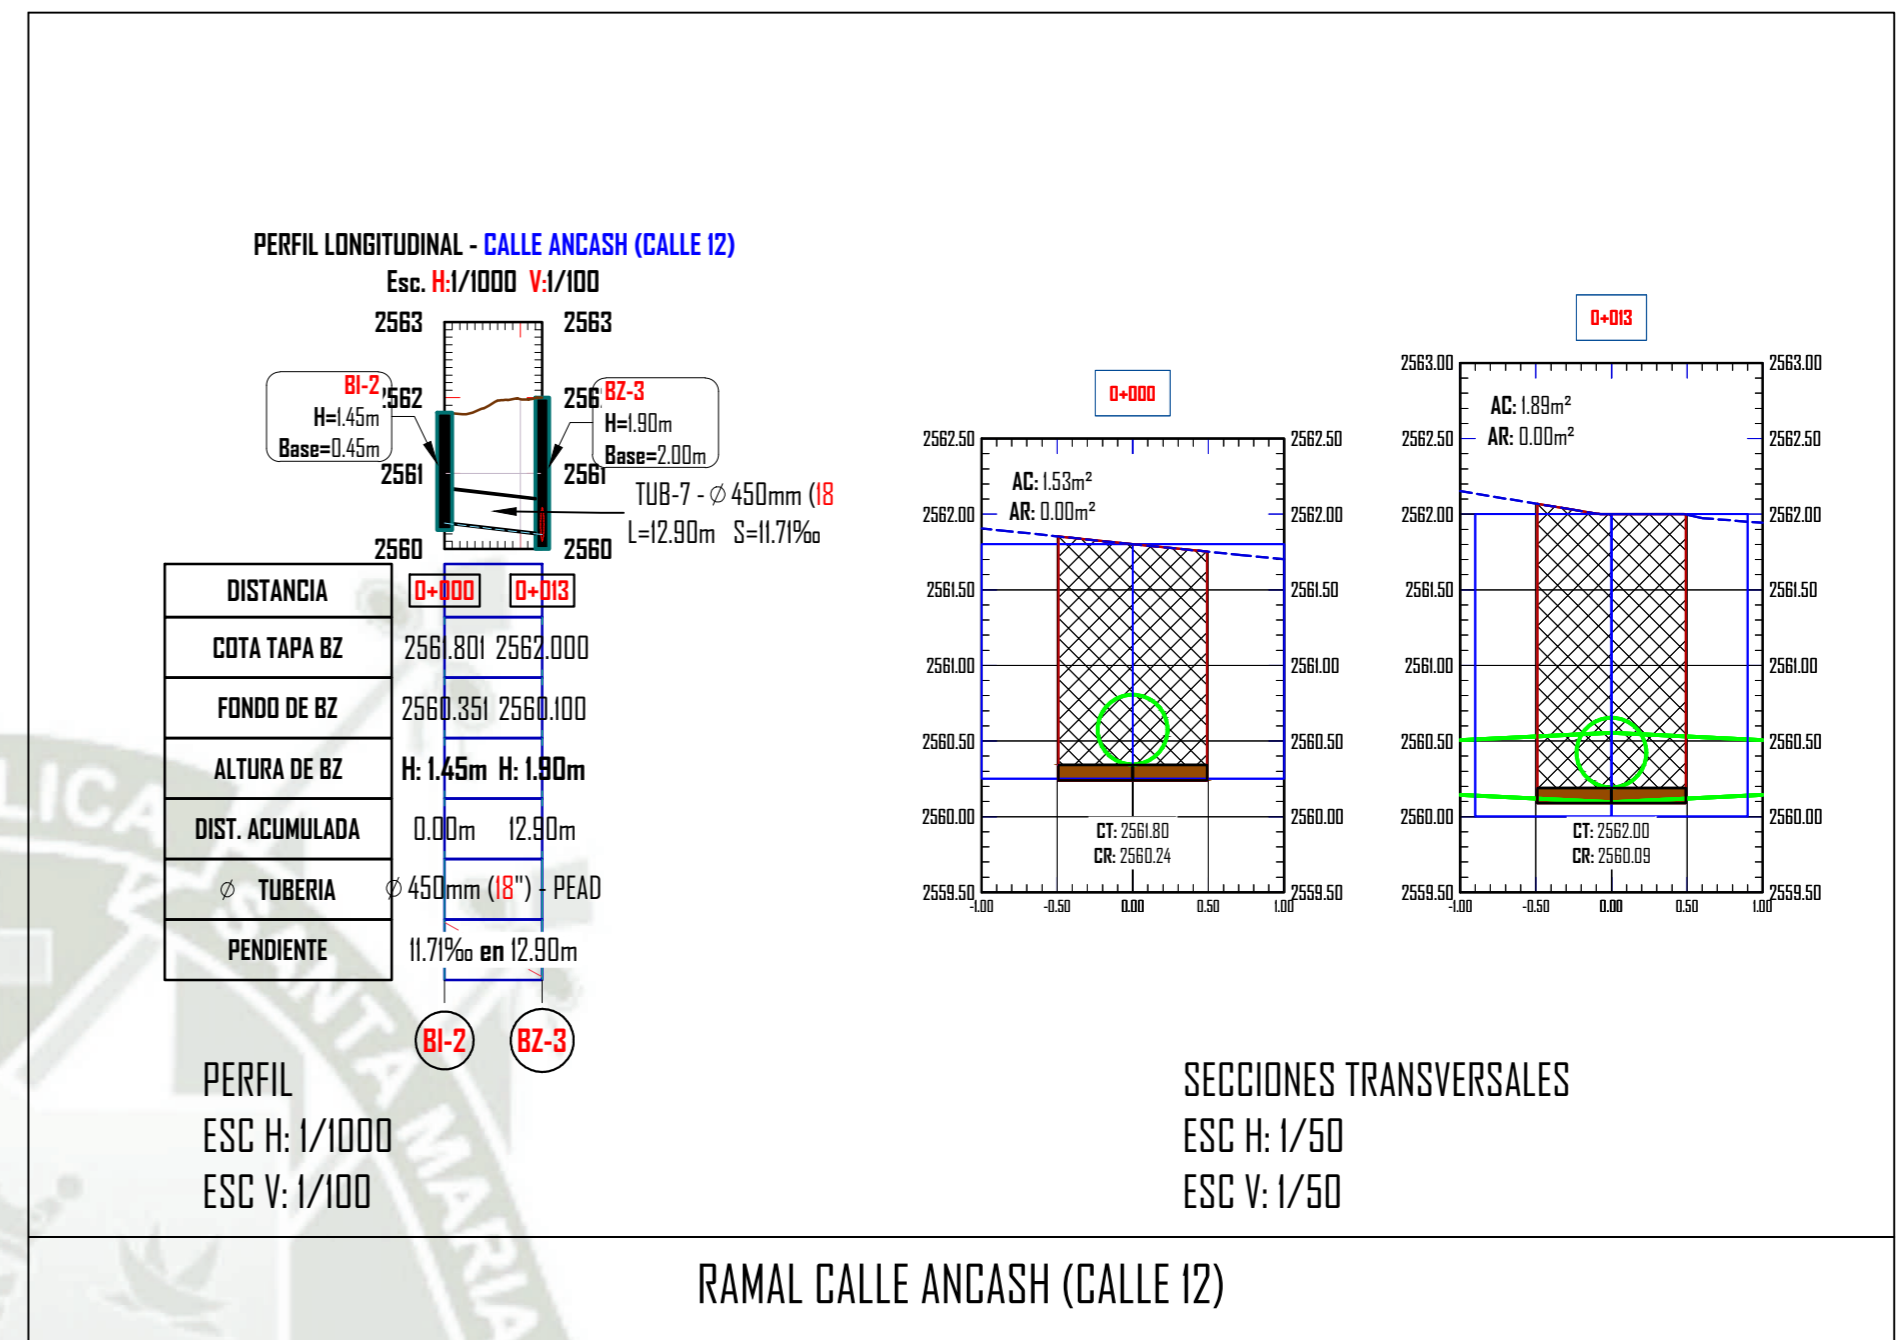 PERFIL LONGITUDINAL - CALLE ANCASH (CALLE 12)
Esc. H:1/1000 V:1/100
2563 2563
BI-2
H=1.45m
Base=0.45m
2562 256
BZ-3
H=1.90m
Base=2.00m
2561 2561
TUB-7 - ∅ 450mm (18
L=12.90m S=11.71‰
2560 2560
DISTANCIA 0+000 0+013
COTA TAPA BZ 2561.801 2562.000
FONDO DE BZ 2560.351 2560.100
ALTURA DE BZ H: 1.45m H: 1.90m
DIST. ACUMULADA 0.00m 12.90m
∅ TUBERIA ∅ 450mm (18") - PEAD
PENDIENTE 11.71‰ en 12.90m
BI-2 BZ-3
PERFIL
ESC H: 1/1000
ESC V: 1/100
0+000
2562.50 2562.50
AC: 1.53m²
AR: 0.00m²
2562.00 2562.00
2561.50 2561.50
2561.00 2561.00
2560.50 2560.50
2560.00 2560.00
CT: 2561.80
CR: 2560.24
2559.50 2559.50
-1.00 -0.50 0.00 0.50 1.00
0+013
2563.00 2563.00
AC: 1.89m²
AR: 0.00m²
2562.50 2562.50
2562.00 2562.00
2561.50 2561.50
2561.00 2561.00
2560.50 2560.50
2560.00 2560.00
CT: 2562.00
CR: 2560.09
2559.50 2559.50
-1.00 -0.50 0.00 0.50 1.00
SECCIONES TRANSVERSALES
ESC H: 1/50
ESC V: 1/50
RAMAL CALLE ANCASH (CALLE 12)
LICA SANTA MARIA